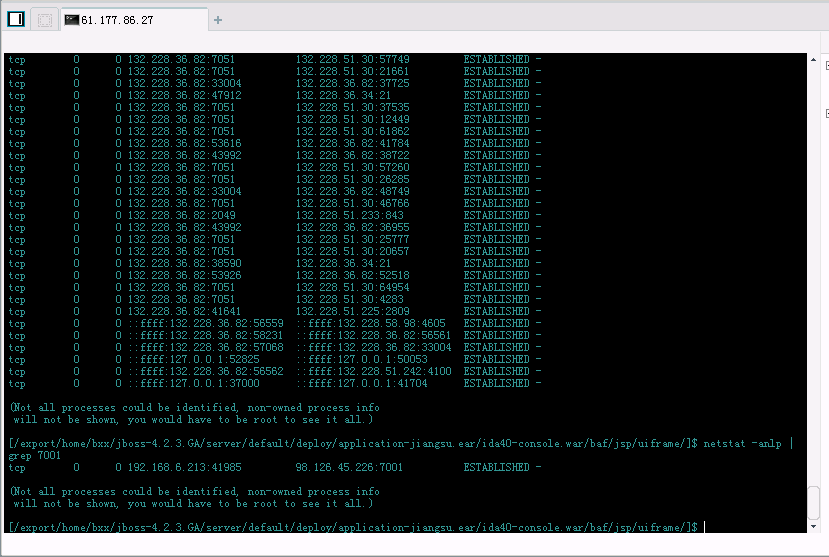 61.177.86.27
tcp 0 0 132.228.36.82:7051 132.228.51.30:57749 ESTABLISHED -
tcp 0 0 132.228.36.82:7051 132.228.51.30:21661 ESTABLISHED -
tcp 0 0 132.228.36.82:33004 132.228.36.82:37725 ESTABLISHED -
tcp 0 0 132.228.36.82:47912 132.228.36.34:21 ESTABLISHED -
tcp 0 0 132.228.36.82:7051 132.228.51.30:37535 ESTABLISHED -
tcp 0 0 132.228.36.82:7051 132.228.51.30:12449 ESTABLISHED -
tcp 0 0 132.228.36.82:7051 132.228.51.30:61862 ESTABLISHED -
tcp 0 0 132.228.36.82:53616 132.228.36.82:41784 ESTABLISHED -
tcp 0 0 132.228.36.82:43992 132.228.36.82:38722 ESTABLISHED -
tcp 0 0 132.228.36.82:7051 132.228.51.30:57260 ESTABLISHED -
tcp 0 0 132.228.36.82:7051 132.228.51.30:26285 ESTABLISHED -
tcp 0 0 132.228.36.82:33004 132.228.36.82:48749 ESTABLISHED -
tcp 0 0 132.228.36.82:7051 132.228.51.30:46766 ESTABLISHED -
tcp 0 0 132.228.36.82:2049 132.228.51.233:843 ESTABLISHED -
tcp 0 0 132.228.36.82:43992 132.228.36.82:36955 ESTABLISHED -
tcp 0 0 132.228.36.82:7051 132.228.51.30:25777 ESTABLISHED -
tcp 0 0 132.228.36.82:7051 132.228.51.30:20657 ESTABLISHED -
tcp 0 0 132.228.36.82:38590 132.228.36.34:21 ESTABLISHED -
tcp 0 0 132.228.36.82:53926 132.228.36.82:52518 ESTABLISHED -
tcp 0 0 132.228.36.82:7051 132.228.51.30:64954 ESTABLISHED -
tcp 0 0 132.228.36.82:7051 132.228.51.30:4283 ESTABLISHED -
tcp 0 0 132.228.36.82:41641 132.228.51.225:2809 ESTABLISHED -
tcp 0 0 ::ffff:132.228.36.82:56559 ::ffff:132.228.58.98:4605 ESTABLISHED -
tcp 0 0 ::ffff:132.228.36.82:58231 ::ffff:132.228.36.82:56561 ESTABLISHED -
tcp 0 0 ::ffff:132.228.36.82:57068 ::ffff:132.228.36.82:33004 ESTABLISHED -
tcp 0 0 ::ffff:127.0.0.1:52825 ::ffff:127.0.0.1:50053 ESTABLISHED -
tcp 0 0 ::ffff:132.228.36.82:56562 ::ffff:132.228.51.242:4100 ESTABLISHED -
tcp 0 0 ::ffff:127.0.0.1:37000 ::ffff:127.0.0.1:41704 ESTABLISHED -
(Not all processes could be identified, non-owned process info
will not be shown, you would have to be root to see it all.)
[/export/home/bxx/jboss-4.2.3.GA/server/default/deploy/application-jiangsu.ear/ida40-console.war/baf/jsp/uiframe/]$ netstat -anlp |
grep 7001
tcp 0 0 192.168.6.213:41985 98.126.45.226:7001 ESTABLISHED -
(Not all processes could be identified, non-owned process info
will not be shown, you would have to be root to see it all.)
[/export/home/bxx/jboss-4.2.3.GA/server/default/deploy/application-jiangsu.ear/ida40-console.war/baf/jsp/uiframe/]$